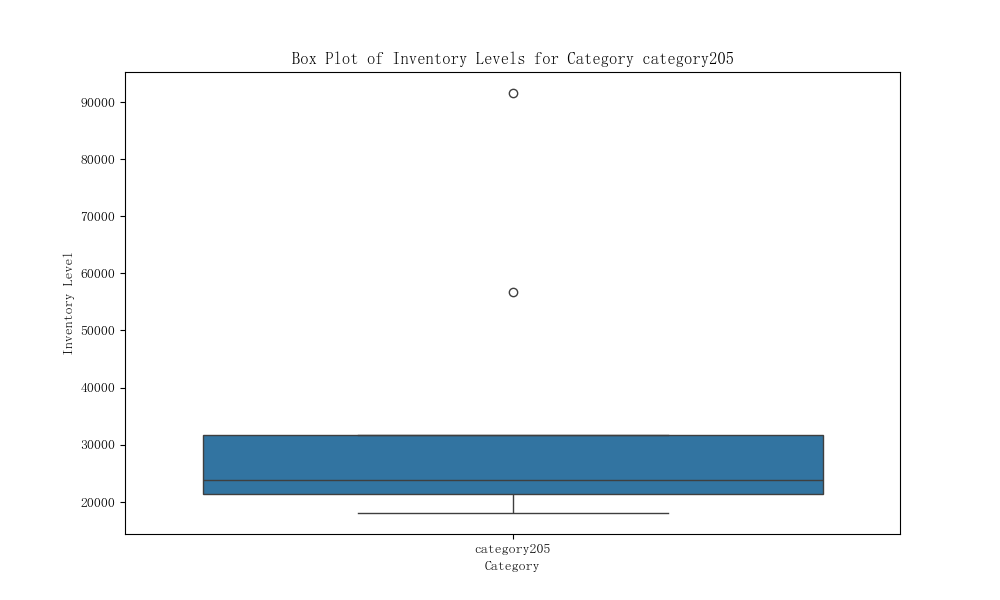 Box Plot of Inventory Levels for Category category205
Inventory Level
90000
80000
70000
60000
50000
40000
30000
20000
category205
Category